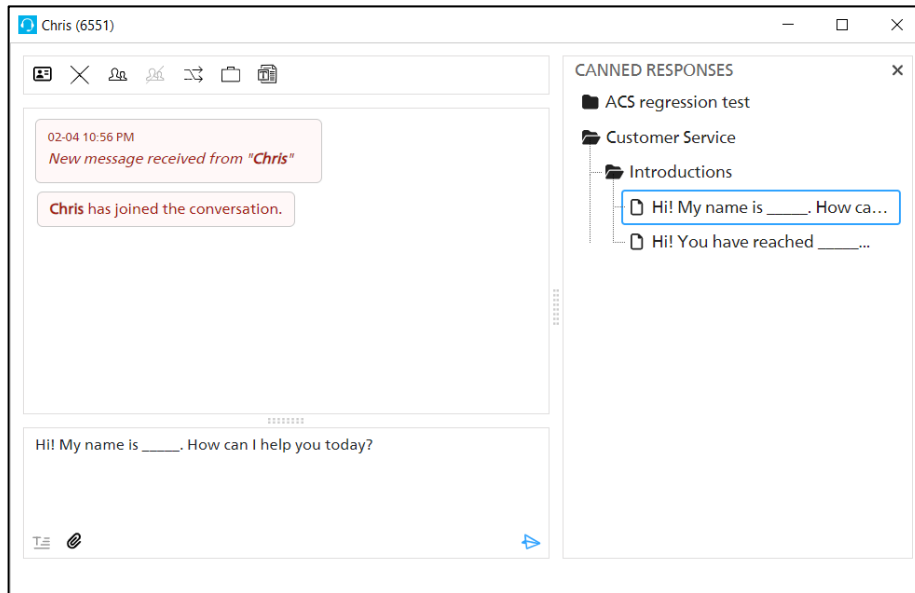 Chris (6551)
CANNED RESPONSES
ACS regression test
Customer Service
Introductions
Hi! My name is _____. How ca...
Hi! You have reached _____...
02-04 10:56 PM
New message received from "Chris"
Chris has joined the conversation.
Hi! My name is _____. How can I help you today?